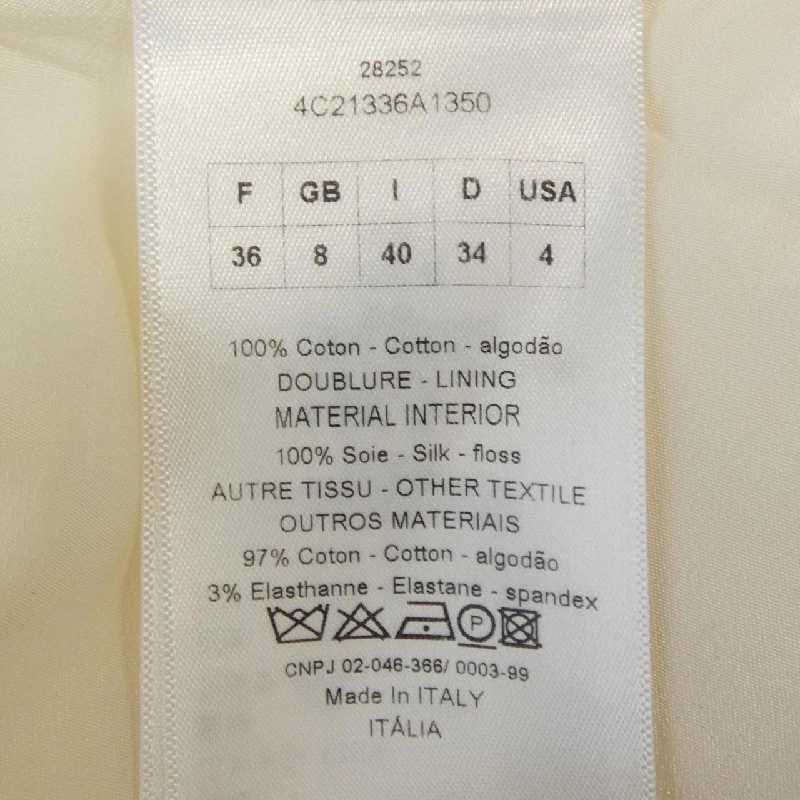 28252
4C21336A1350
F GB I D USA
36 8 40 34 4
100% Coton - Cotton - algodão
DOUBLURE - LINING
MATERIAL INTERIOR
100% Soie - Silk - floss
AUTRE TISSU - OTHER TEXTILE
OUTROS MATERIAIS
97% Coton - Cotton - algodão
3% Elasthanne - Elastane - spandex
P
CNPJ 02-046-366/ 0003-99
Made In ITALY
ITÁLIA